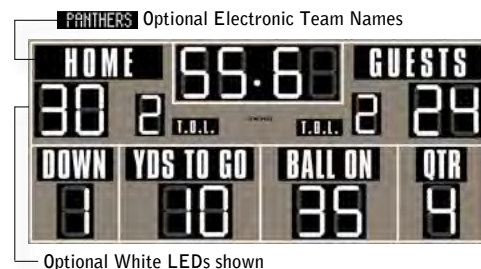 PANTHERS Optional Electronic Team Names
HOME 55.6 GUESTS
30 2 T.O.L. T.O.L. 2 24
DOWN YDS TO GO BALL ON QTR
1 10 35 4
Optional White LEDs shown